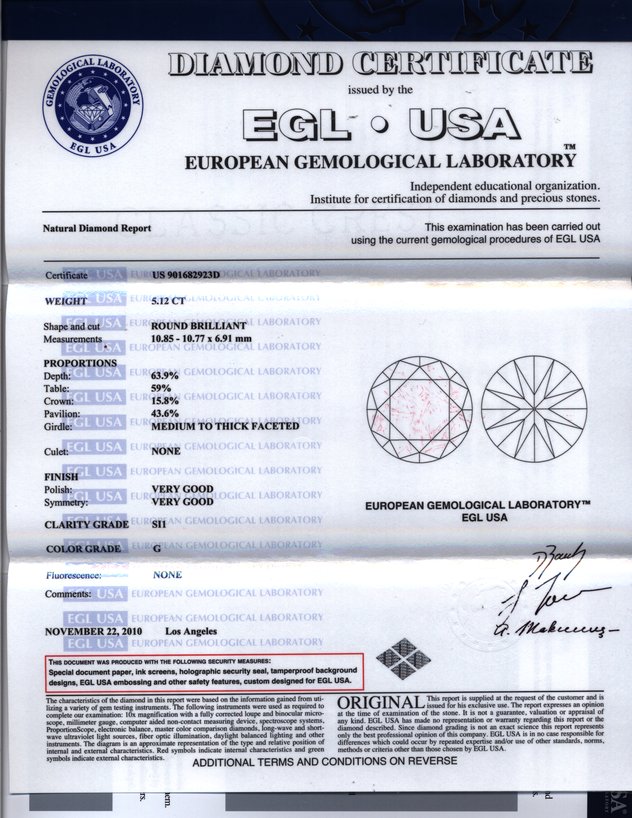 GEMOLOGICAL LABORATORY
EGL USA
DIAMOND CERTIFICATE
issued by the
EGL • USA
EUROPEAN GEMOLOGICAL LABORATORY™
Independent educational organization.
Institute for certification of diamonds and precious stones.
Natural Diamond Report
This examination has been carried out
using the current gemological procedures of EGL USA
Certificate US 901682923D
WEIGHT 5.12 CT
Shape and cut ROUND BRILLIANT
Measurements 10.85 - 10.77 x 6.91 mm
PROPORTIONS
Depth: 63.9%
Table: 59%
Crown: 15.8%
Pavilion: 43.6%
Girdle: MEDIUM TO THICK FACETED
Culet: NONE
FINISH
Polish: VERY GOOD
Symmetry: VERY GOOD
CLARITY GRADE SI1
COLOR GRADE G
Fluorescence: NONE
Comments:
EUROPEAN GEMOLOGICAL LABORATORY™
EGL USA
NOVEMBER 22, 2010 Los Angeles
THIS DOCUMENT WAS PRODUCED WITH THE FOLLOWING SECURITY MEASURES:
Special document paper, ink screens, holographic security seal, tamperproof background
designs, EGL USA embossing and other safety features, custom designed for EGL USA.
The characteristics of the diamond in this report were based on the information gained from uti-
lizing a variety of gem testing instruments. The following instruments were used as required to
complete our examination: 10x magnification with a fully corrected loupe and binocular micro-
scope, millimeter gauge, computer aided non-contact measuring device, spectroscope systems,
ProportionScope, electronic balance, master color comparison diamonds, long-wave and short-
wave ultraviolet light sources, fiber optic illumination, daylight balanced lighting and other
instruments. The diagram is an approximate representation of the type and relative position of
internal and external characteristics. Red symbols indicate internal characteristics and green
symbols indicate external characteristics.
ORIGINAL This report is supplied at the request of the customer and is
issued for his exclusive use. The report expresses an opinion
at the time of examination of the stone. It is not a guarantee, valuation or appraisal of
any kind. EGL USA has made no representation or warranty regarding this report or the
diamond described. Since diamond grading is not an exact science this report represents
only the best professional opinion of this company. EGL USA is in no case responsible for
differences which could occur by repeated expertise and/or use of other standards, norms,
methods or criteria other than those chosen by EGL USA.
ADDITIONAL TERMS AND CONDITIONS ON REVERSE